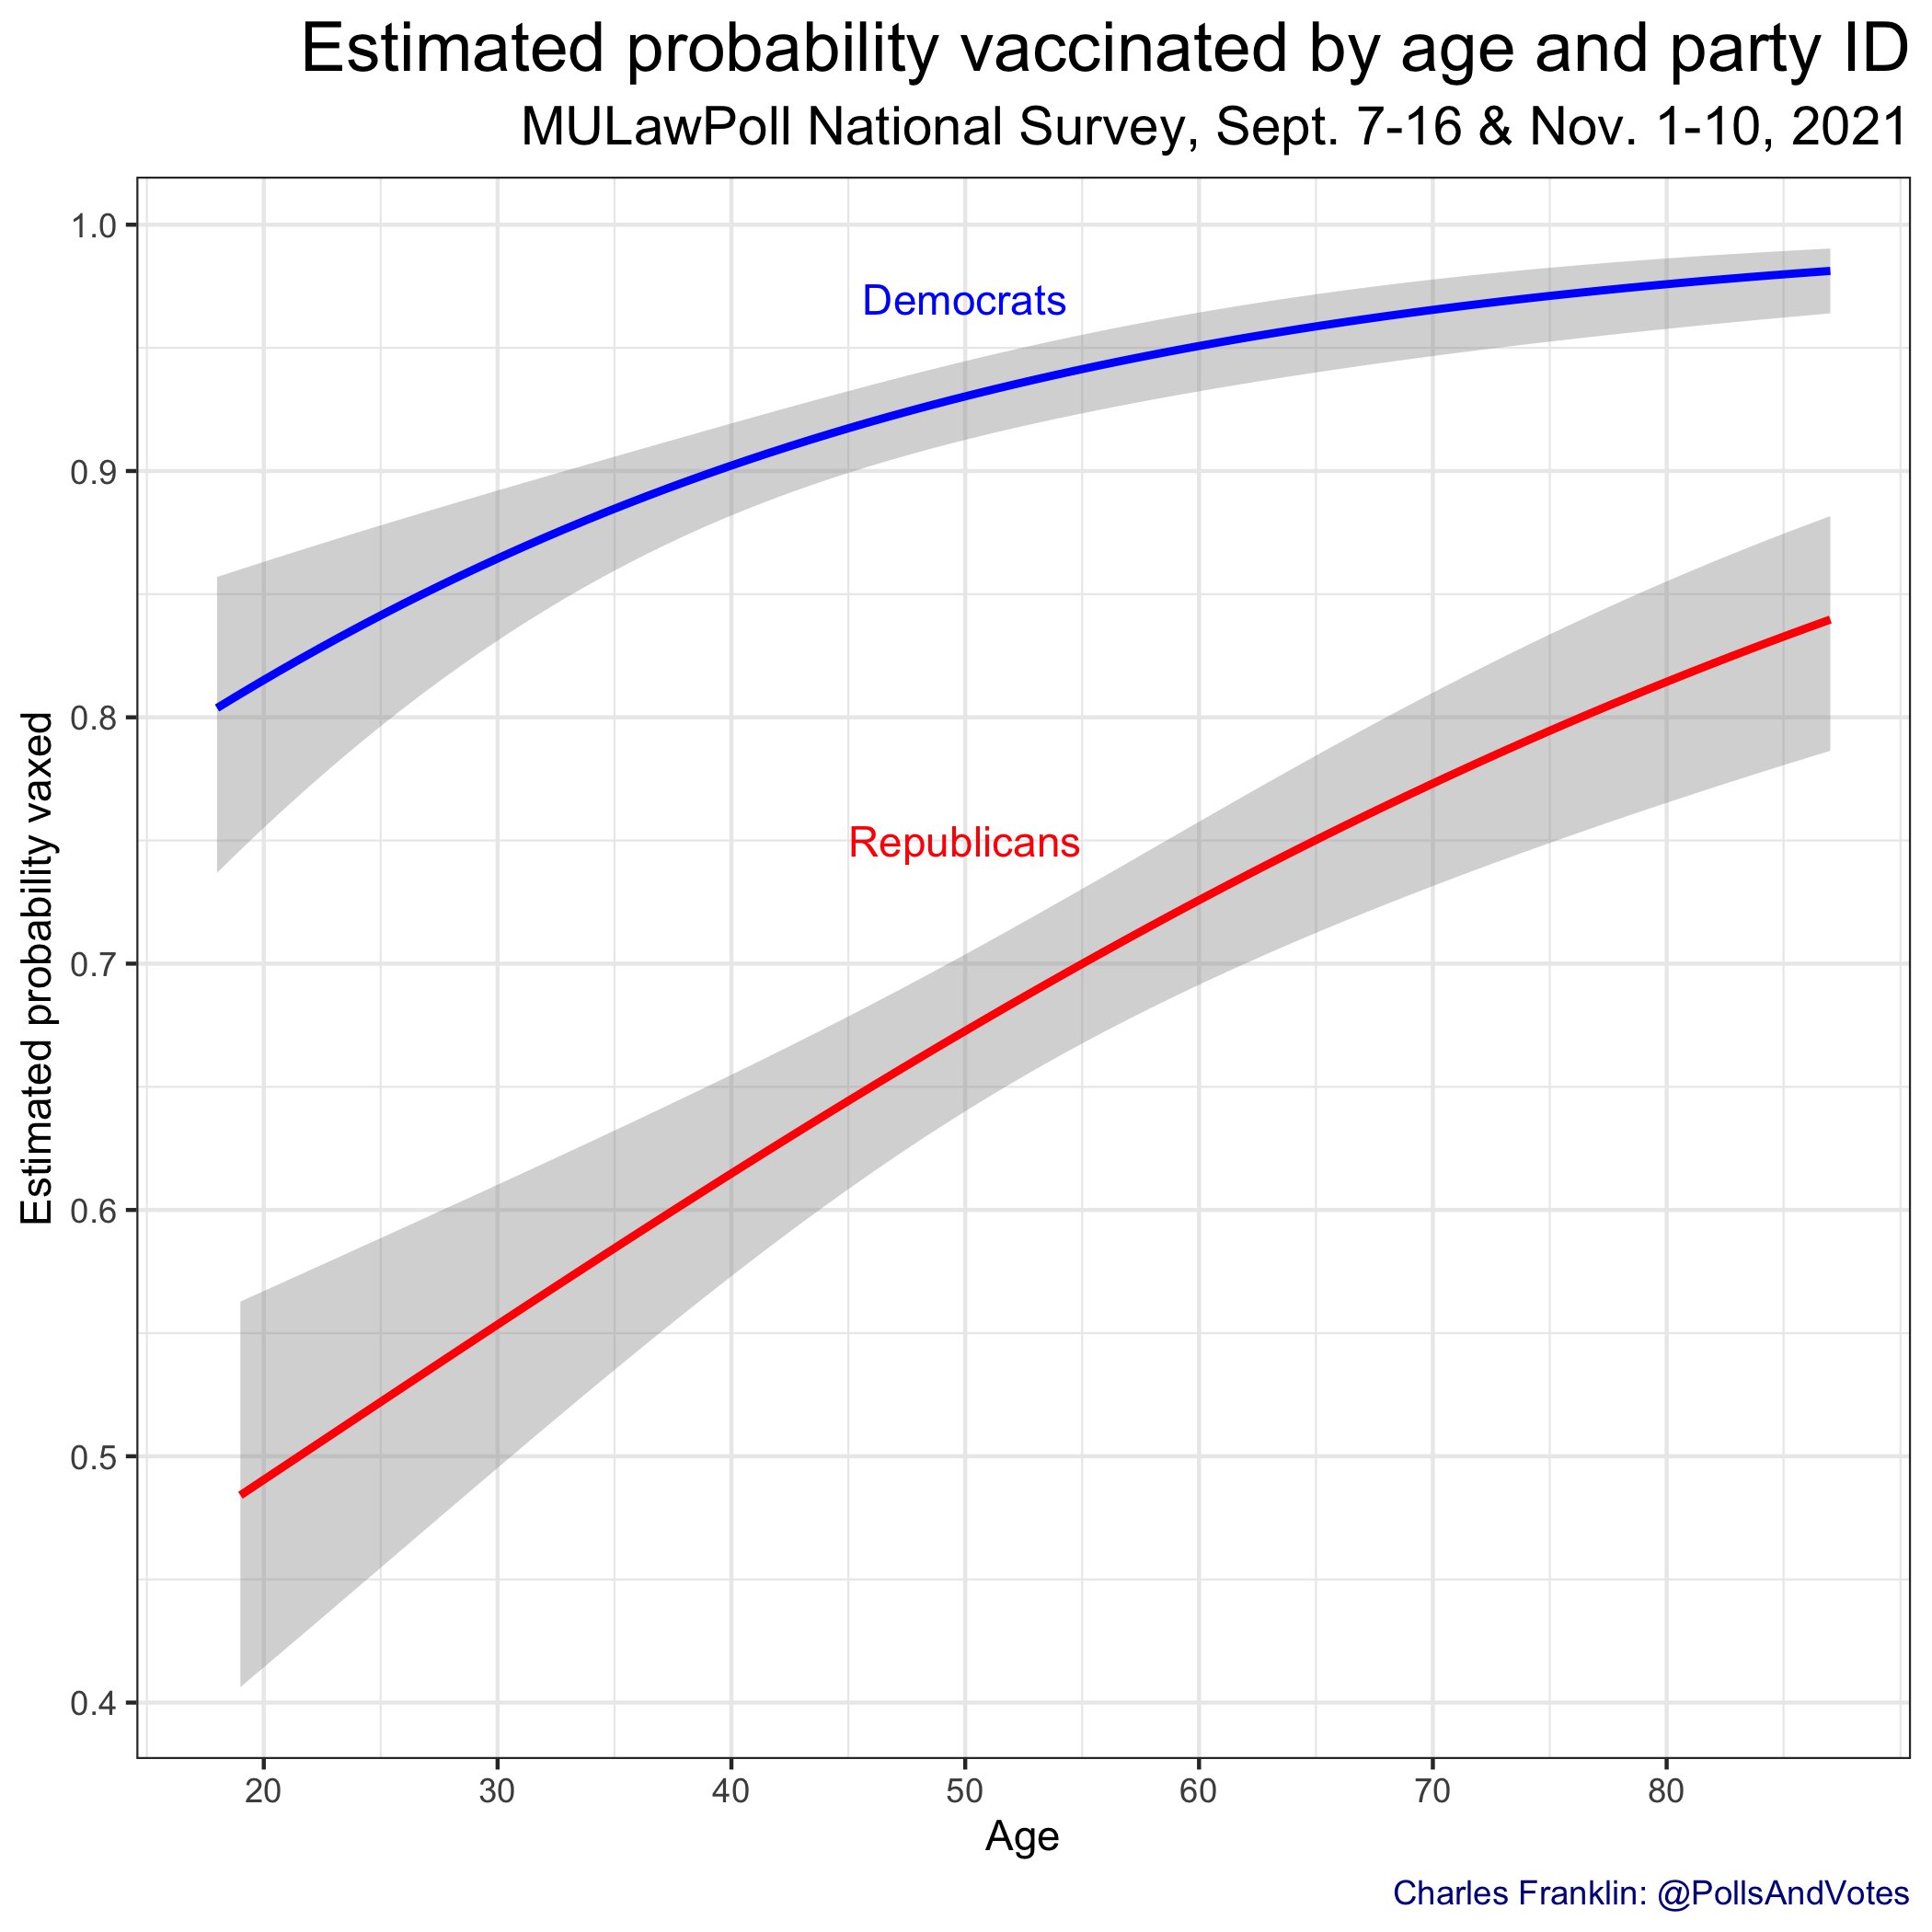 Estimated probability vaccinated by age and party ID
MULawPoll National Survey, Sept. 7-16 & Nov. 1-10, 2021
Estimated probability vaxed
1.0
0.9
0.8
0.7
0.6
0.5
0.4
Democrats
Republicans
20 30 40 50 60 70 80
Age
Charles Franklin: @PollsAndVotes